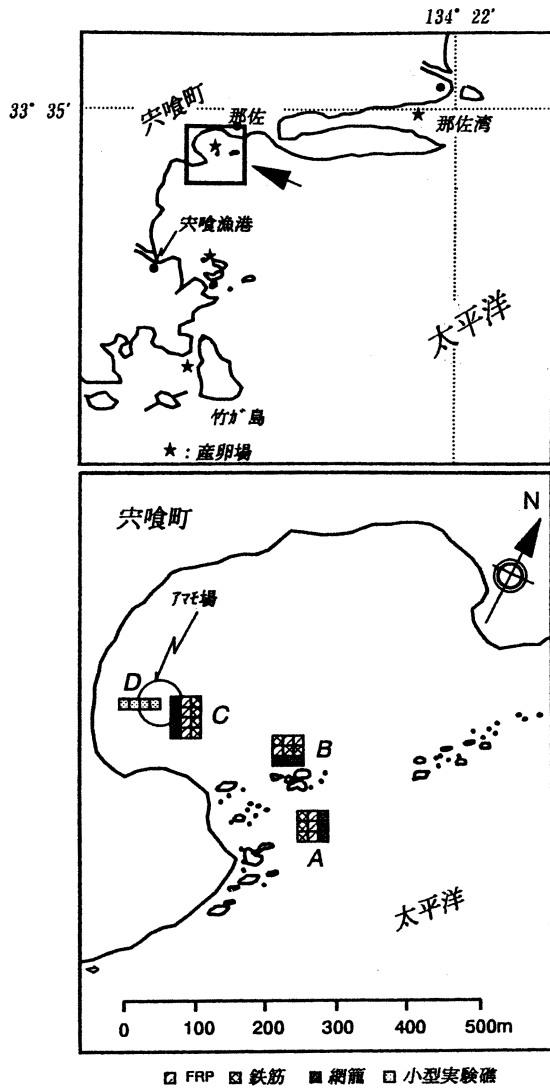 134° 22'
33° 35'
宍喰町
那佐
那佐湾
宍喰漁港
太平洋
竹ガ島
★ : 産卵場
宍喰町
N
アマモ場
D
C
B
A
太平洋
0 100 200 300 400 500m
FRP 鉄筋 網籠 小型実験礁